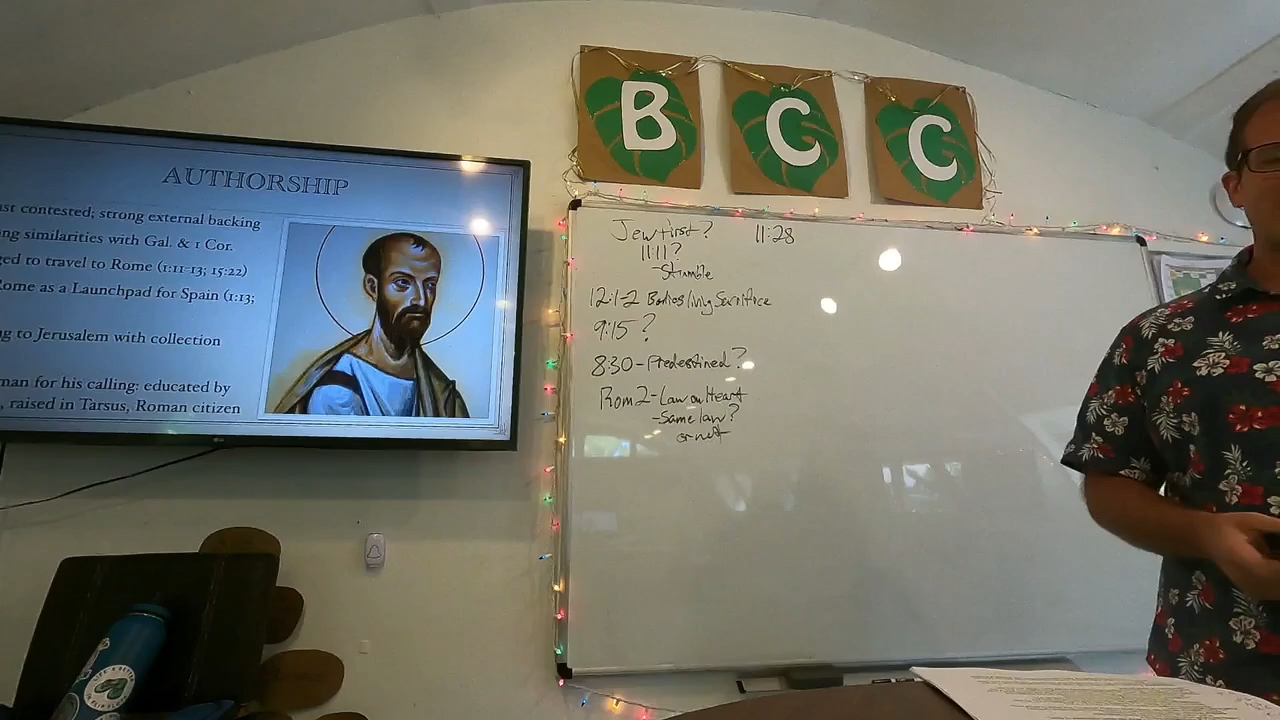 AUTHORSHIP
st contested; strong external backing
ng similarities with Gal. & 1 Cor.
ged to travel to Rome (1:11-13; 15:22)
Rome as a Launchpad for Spain (1:13;
g to Jerusalem with collection
man for his calling: educated by
, raised in Tarsus, Roman citizen
B C C
Jew first? 11:28
11:11?
-Stumble
12:1-2 Bodies living Sacrifice
9:15?
8:30-Predestined?
Rom 2-Law on Heart
-Same law?
or not